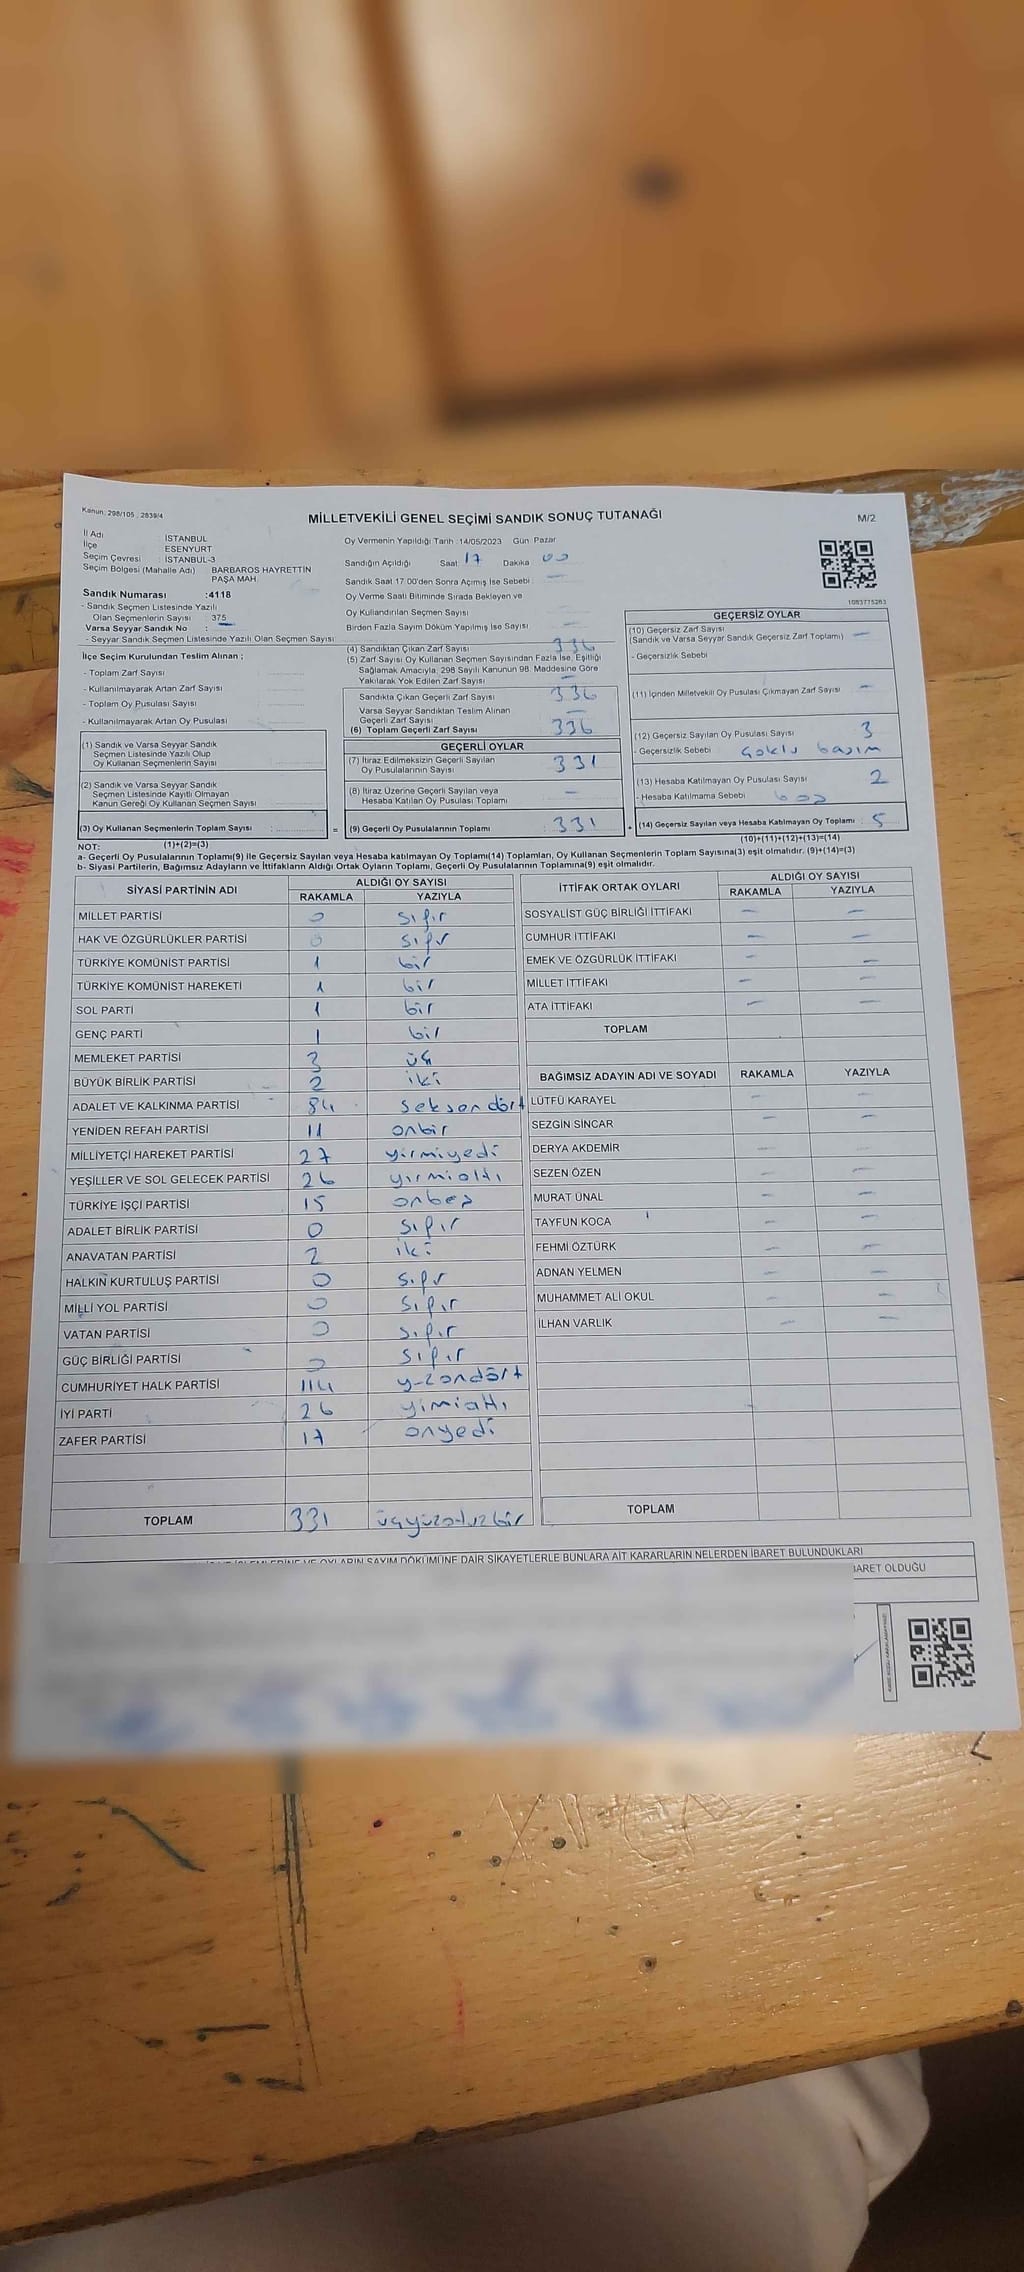 Kanun: 298/105 , 2839/4
MİLLETVEKİLİ GENEL SEÇİMİ SANDIK SONUÇ TUTANAĞI
M/2
İl Adı : İSTANBUL
İlçe : ESENYURT
Seçim Çevresi : İSTANBUL-3
Seçim Bölgesi (Mahalle Adı) BARBAROS HAYRETTİN
PAŞA MAH.
Sandık Numarası :4118
- Sandık Seçmen Listesinde Yazılı
Olan Seçmenlerin Sayısı : 375
Varsa Seyyar Sandık No : —
- Seyyar Sandık Seçmen Listesinde Yazılı Olan Seçmen Sayısı:
Oy Vermenin Yapıldığı Tarih :14/05/2023 Gün: Pazar
Sandığın Açıldığı Saat: 17 Dakika 00
Sandık Saat 17:00'den Sonra Açımış İse Sebebi : —
Oy Verme Saati Bitiminde Sırada Bekleyen ve
Oy Kullandırılan Seçmen Sayısı
Birden Fazla Sayım Döküm Yapılmış İse Sayısı —
(4) Sandıktan Çıkan Zarf Sayısı 336
(5) Zarf Sayısı Oy Kullanan Seçmen Sayısından Fazla İse, Eşitliği
Sağlamak Amacıyla, 298 Sayılı Kanunun 98. Maddesine Göre
Yakılarak Yok Edilen Zarf Sayısı —
Sandıkta Çıkan Geçerli Zarf Sayısı 336
Varsa Seyyar Sandıktan Teslim Alınan
Geçerli Zarf Sayısı —
(6) Toplam Geçerli Zarf Sayısı 336
İlçe Seçim Kurulundan Teslim Alınan ;
- Toplam Zarf Sayısı
- Kullanılmayarak Artan Zarf Sayısı
- Toplam Oy Pusulası Sayısı
- Kullanılmayarak Artan Oy Pusulası
(1) Sandık ve Varsa Seyyar Sandık
Seçmen Listesinde Yazılı Olup
Oy Kullanan Seçmenlerin Sayısı
(2) Sandık ve Varsa Seyyar Sandık
Seçmen Listesinde Kayıtlı Olmayan
Kanun Gereği Oy Kullanan Seçmen Sayısı
(3) Oy Kullanan Seçmenlerin Toplam Sayısı :
GEÇERLİ OYLAR
(7) İtiraz Edilmeksizin Geçerli Sayılan
Oy Pusulalarının Sayısı 331
(8) İtiraz Üzerine Geçerli Sayılan veya
Hesaba Katılan Oy Pusulası Toplamı —
= (9) Geçerli Oy Pusulalarının Toplamı : 331
1083775263
GEÇERSİZ OYLAR
(10) Geçersiz Zarf Sayısı
(Sandık ve Varsa Seyyar Sandık Geçersiz Zarf Toplamı) —
- Geçersizlik Sebebi
(11) İçinden Milletvekili Oy Pusulası Çıkmayan Zarf Sayısı —
(12) Geçersiz Sayılan Oy Pusulası Sayısı 3
- Geçersizlik Sebebi çoklu basım
(13) Hesaba Katılmayan Oy Pusulası Sayısı 2
- Hesaba Katılmama Sebebi boş
+ (14) Geçersiz Sayılan veya Hesaba Katılmayan Oy Toplamı : 5
NOT: (1)+(2)=(3) (10)+(11)+(12)+(13)=(14)
a- Geçerli Oy Pusulalarının Toplamı(9) ile Geçersiz Sayılan veya Hesaba katılmayan Oy Toplamı(14) Toplamları, Oy Kullanan Seçmenlerin Toplam Sayısına(3) eşit olmalıdır. (9)+(14)=(3)
b- Siyasi Partilerin, Bağımsız Adayların ve İttifakların Aldığı Ortak Oyların Toplamı, Geçerli Oy Pusulalarının Toplamına(9) eşit olmalıdır.
SİYASİ PARTİNİN ADI ALDIĞI OY SAYISI
RAKAMLA YAZIYLA
MİLLET PARTİSİ 0 sıfır
HAK VE ÖZGÜRLÜKLER PARTİSİ 0 sıfır
TÜRKİYE KOMÜNİST PARTİSİ 1 bir
TÜRKİYE KOMÜNİST HAREKETİ 1 bir
SOL PARTİ 1 bir
GENÇ PARTİ 1 bir
MEMLEKET PARTİSİ 3 üç
BÜYÜK BİRLİK PARTİSİ 2 iki
ADALET VE KALKINMA PARTİSİ 84 seksendört
YENİDEN REFAH PARTİSİ 11 onbir
MİLLİYETÇİ HAREKET PARTİSİ 27 yirmiyedi
YEŞİLLER VE SOL GELECEK PARTİSİ 26 yirmialtı
TÜRKİYE İŞÇİ PARTİSİ 15 onbeş
ADALET BİRLİK PARTİSİ 0 sıfır
ANAVATAN PARTİSİ 2 iki
HALKIN KURTULUŞ PARTİSİ 0 sıfır
MİLLİ YOL PARTİSİ 0 sıfır
VATAN PARTİSİ 0 sıfır
GÜÇ BİRLİĞİ PARTİSİ 0 sıfır
CUMHURİYET HALK PARTİSİ 114 yüzondört
İYİ PARTİ 26 yimialtı
ZAFER PARTİSİ 17 onyedi
TOPLAM 331 üçyüzotuzbir
İTTİFAK ORTAK OYLARI ALDIĞI OY SAYISI
RAKAMLA YAZIYLA
SOSYALİST GÜÇ BİRLİĞİ İTTİFAKI — —
CUMHUR İTTİFAKI — —
EMEK VE ÖZGÜRLÜK İTTİFAKI — —
MİLLET İTTİFAKI — —
ATA İTTİFAKI — —
TOPLAM
BAĞIMSIZ ADAYIN ADI VE SOYADI RAKAMLA YAZIYLA
LÜTFÜ KARAYEL — —
SEZGİN SİNCAR — —
DERYA AKDEMİR — —
SEZEN ÖZEN — —
MURAT ÜNAL — —
TAYFUN KOCA — —
FEHMİ ÖZTÜRK — —
ADNAN YELMEN — —
MUHAMMET ALİ OKUL — —
İLHAN VARLIK — —
TOPLAM
İŞLEMLERİNE VE OYLARIN SAYIM DÖKÜMÜNE DAİR ŞİKAYETLERLE BUNLARA AİT KARARLARIN NELERDEN İBARET BULUNDUKLARI
İBARET OLDUĞU